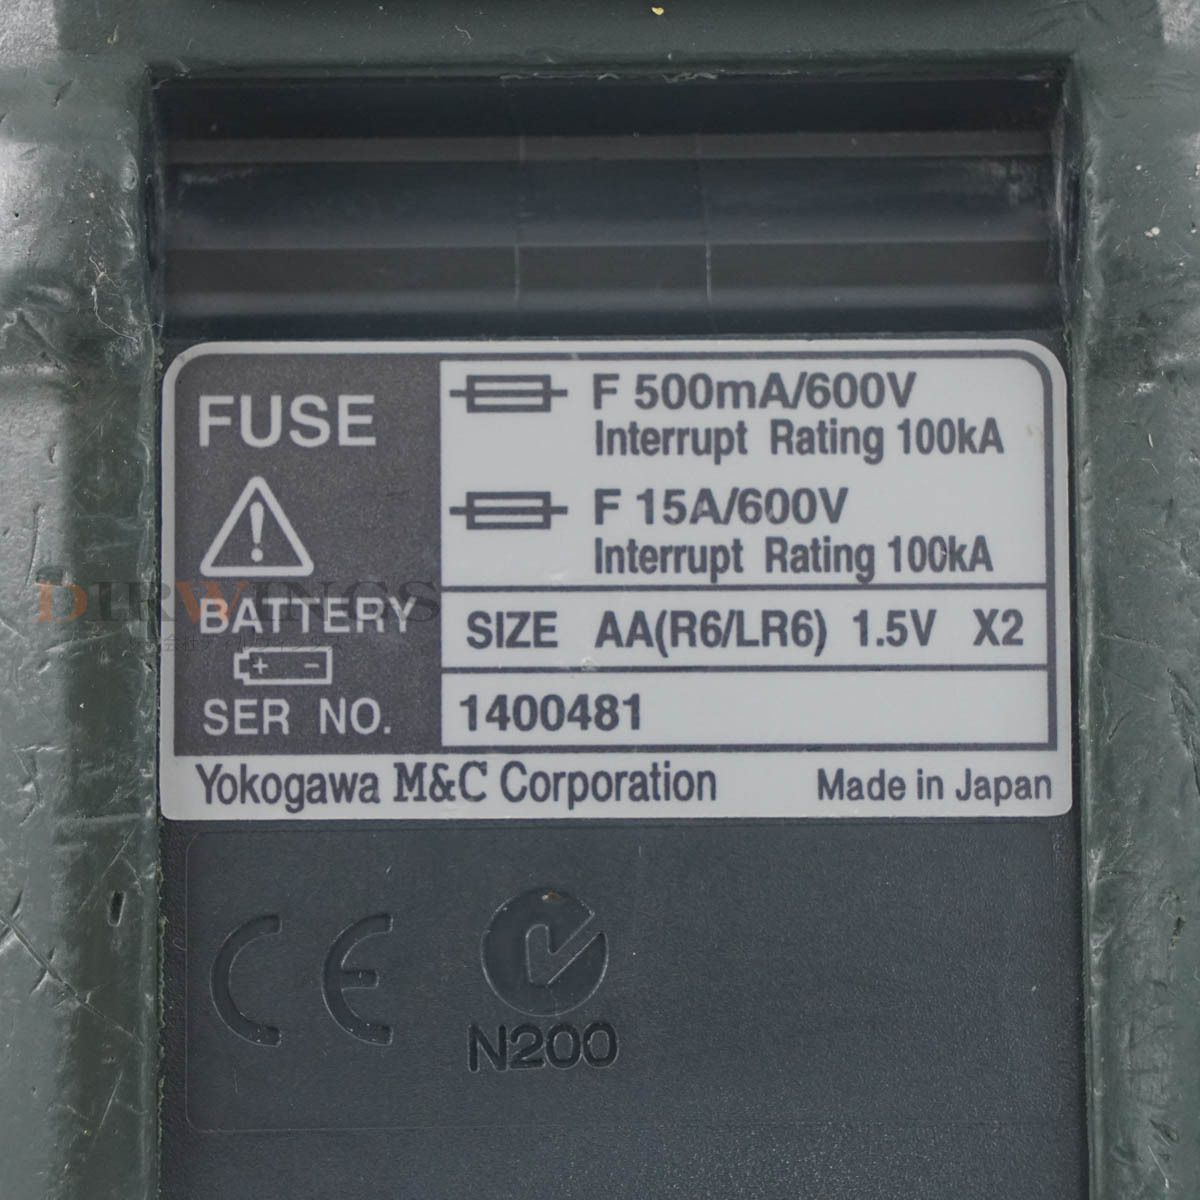 FUSE
F 500mA/600V
Interrupt Rating 100kA
F 15A/600V
Interrupt Rating 100kA
DIRWINGS
BATTERY
SIZE AA(R6/LR6) 1.5V X2
+ -
SER NO.
1400481
Yokogawa M&C Corporation
Made in Japan
CE
N200